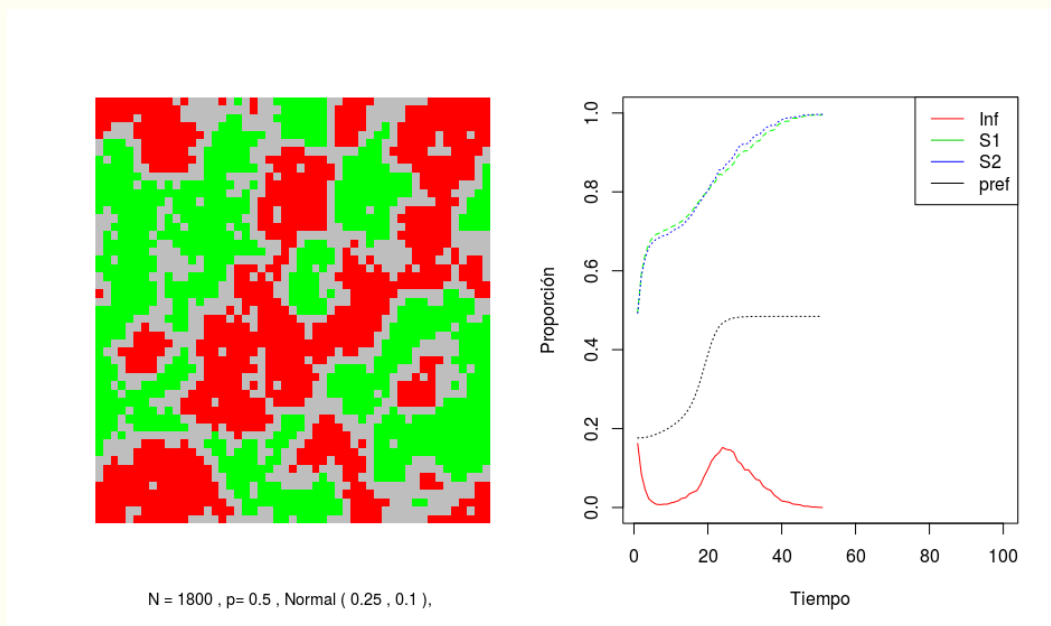 N = 1800 , p= 0.5 , Normal ( 0.25 , 0.1 ),
Proporción
1.0
0.8
0.6
0.4
0.2
0.0
0 20 40 60 80 100
Tiempo
Inf
S1
S2
pref